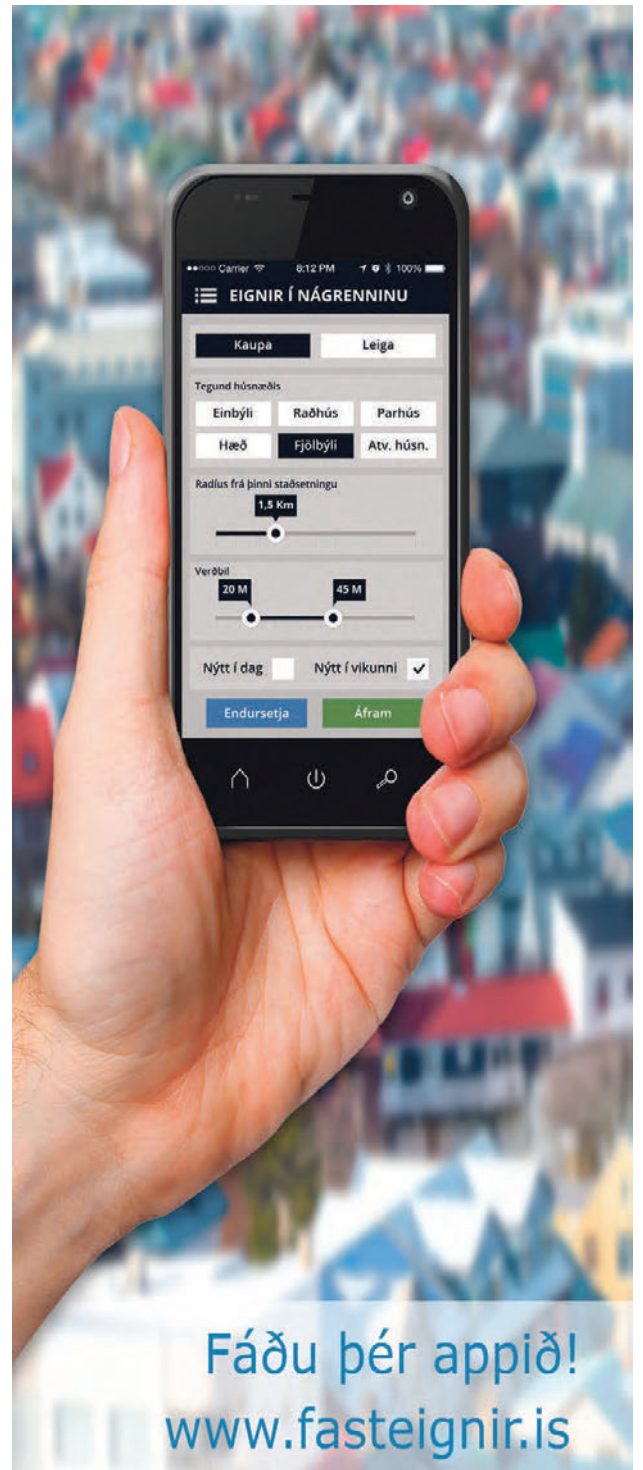 Carrier 8:12 PM 100%
EIGNIR Í NÁGRENNINU
Kaupa Leiga
Tegund húsnæðis
Einbýli Raðhús Parhús
Hæð Fjölbýli Atv. húsn.
Radíus frá þinni staðsetningu
1,5 Km
Verðbil
20 M 45 M
Nýtt í dag Nýtt í vikunni
Endursetja Áfram
Fáðu þér appið!
www.fasteignir.is